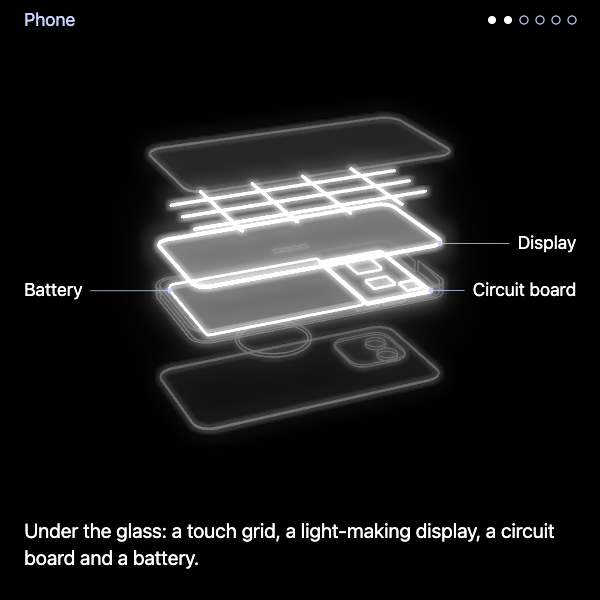 Phone
Display
Battery
Circuit board
Under the glass: a touch grid, a light-making display, a circuit
board and a battery.